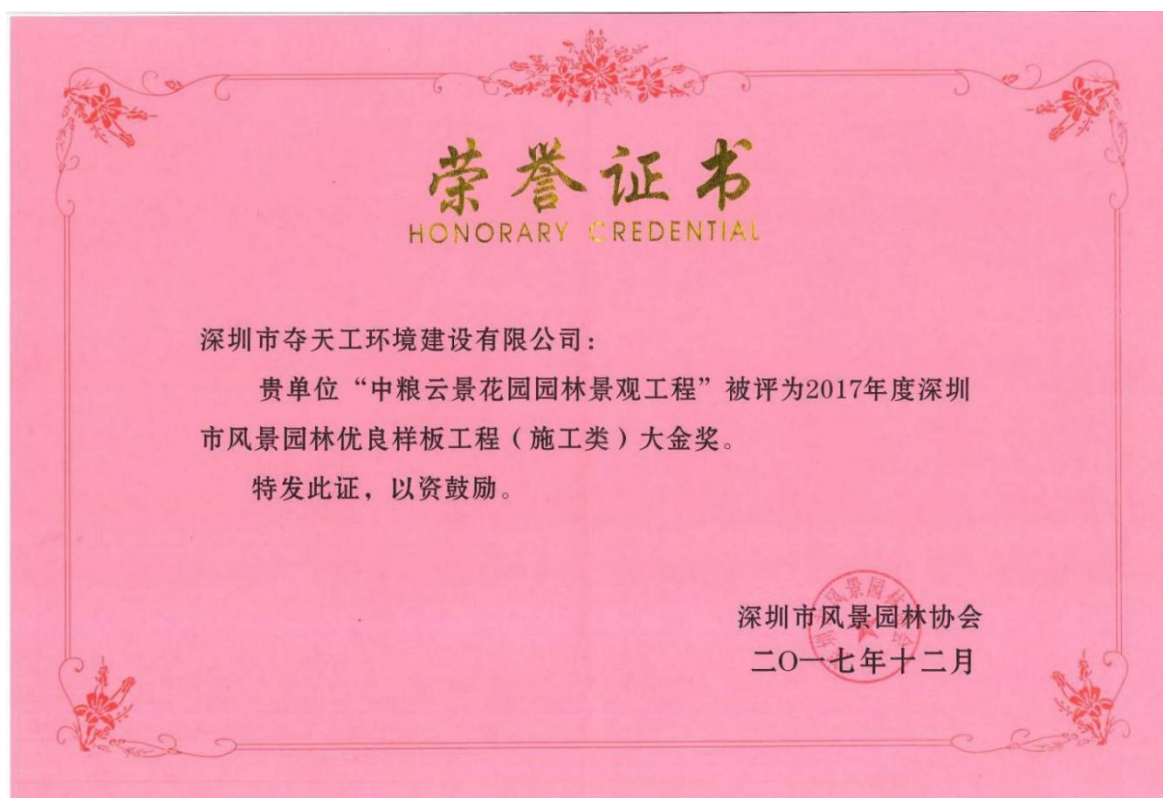 荣誉证书
HONORARY CREDENTIAL
深圳市夺天工环境建设有限公司：
贵单位“中粮云景花园园林景观工程”被评为2017年度深圳
市风景园林优良样板工程（施工类）大金奖。
特发此证，以资鼓励。
深圳市风景园林协会
二〇一七年十二月